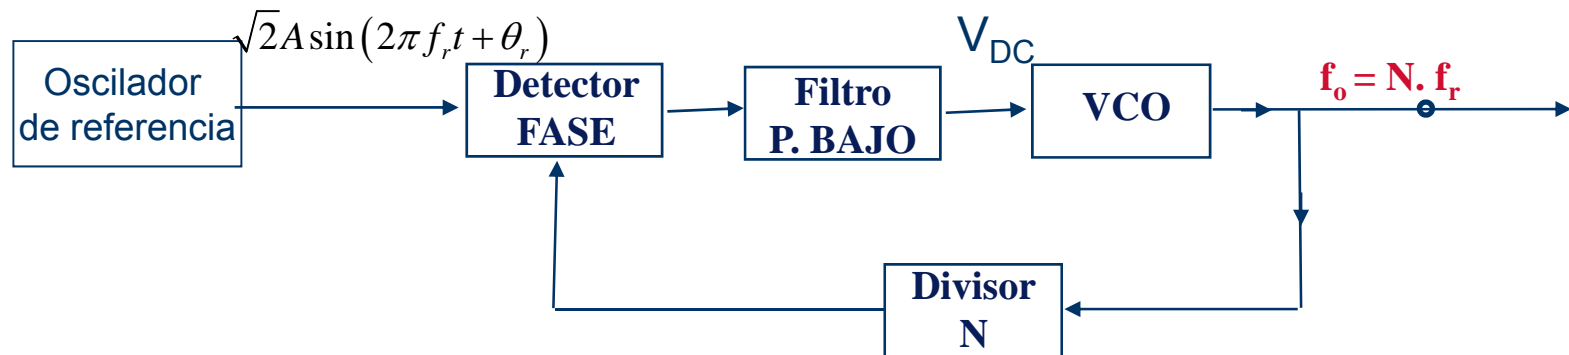 √2A sin(2πf_r t + θ_r)
Oscilador
de referencia
Detector
FASE
Filtro
P. BAJO
V_DC
VCO
f_o = N. f_r
Divisor
N